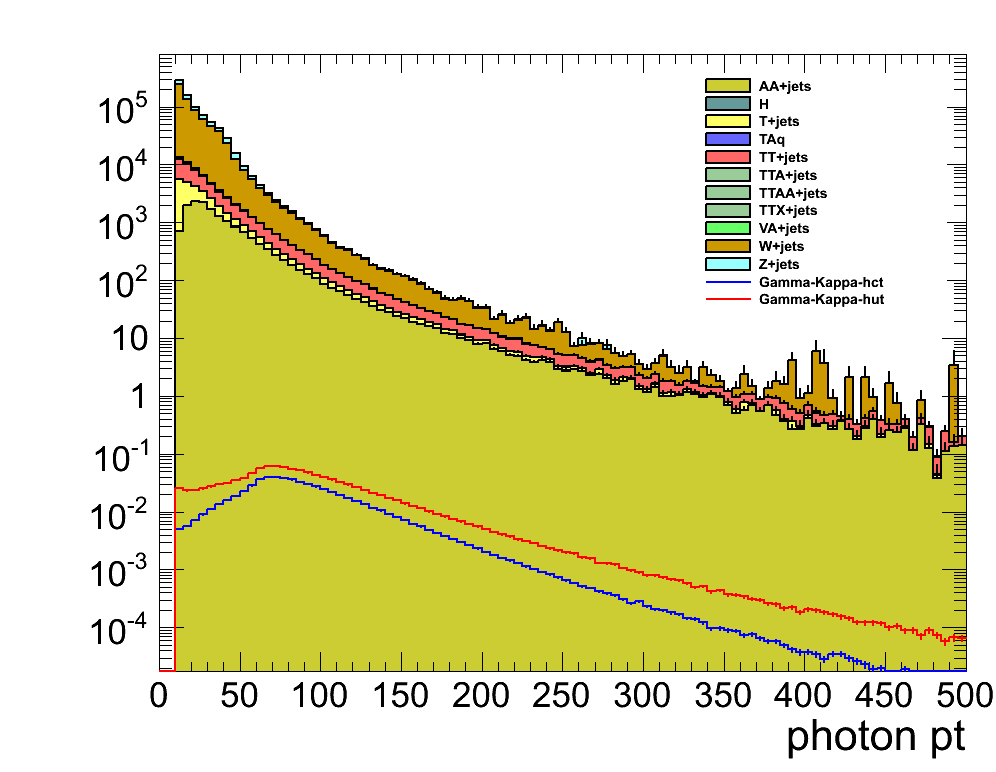 10^5
10^4
10^3
10^2
10
1
10^-1
10^-2
10^-3
10^-4
AA+jets
H
T+jets
TAq
TT+jets
TTA+jets
TTAA+jets
TTX+jets
VA+jets
W+jets
Z+jets
Gamma-Kappa-hct
Gamma-Kappa-hut
0 50 100 150 200 250 300 350 400 450 500
photon pt